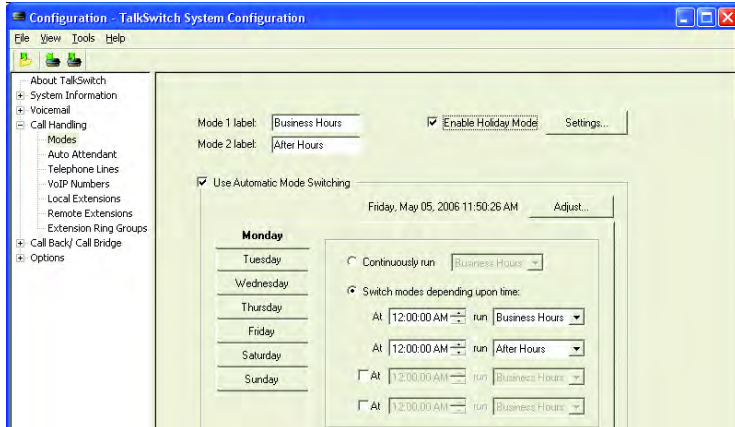 Configuration - TalkSwitch System Configuration
File View Tools Help
About TalkSwitch
System Information
Voicemail
Call Handling
Modes
Auto Attendant
Telephone Lines
VoIP Numbers
Local Extensions
Remote Extensions
Extension Ring Groups
Call Back/ Call Bridge
Options
Mode 1 label: Business Hours Enable Holiday Mode Settings...
Mode 2 label: After Hours
Use Automatic Mode Switching
Friday, May 05, 2006 11:50:26 AM Adjust...
Monday
Tuesday
Wednesday
Thursday
Friday
Saturday
Sunday
Continuously run Business Hours
Switch modes depending upon time:
At 12:00:00 AM run Business Hours
At 12:00:00 AM run After Hours
At 12:00:00 AM run Business Hours
At 12:00:00 AM run Business Hours